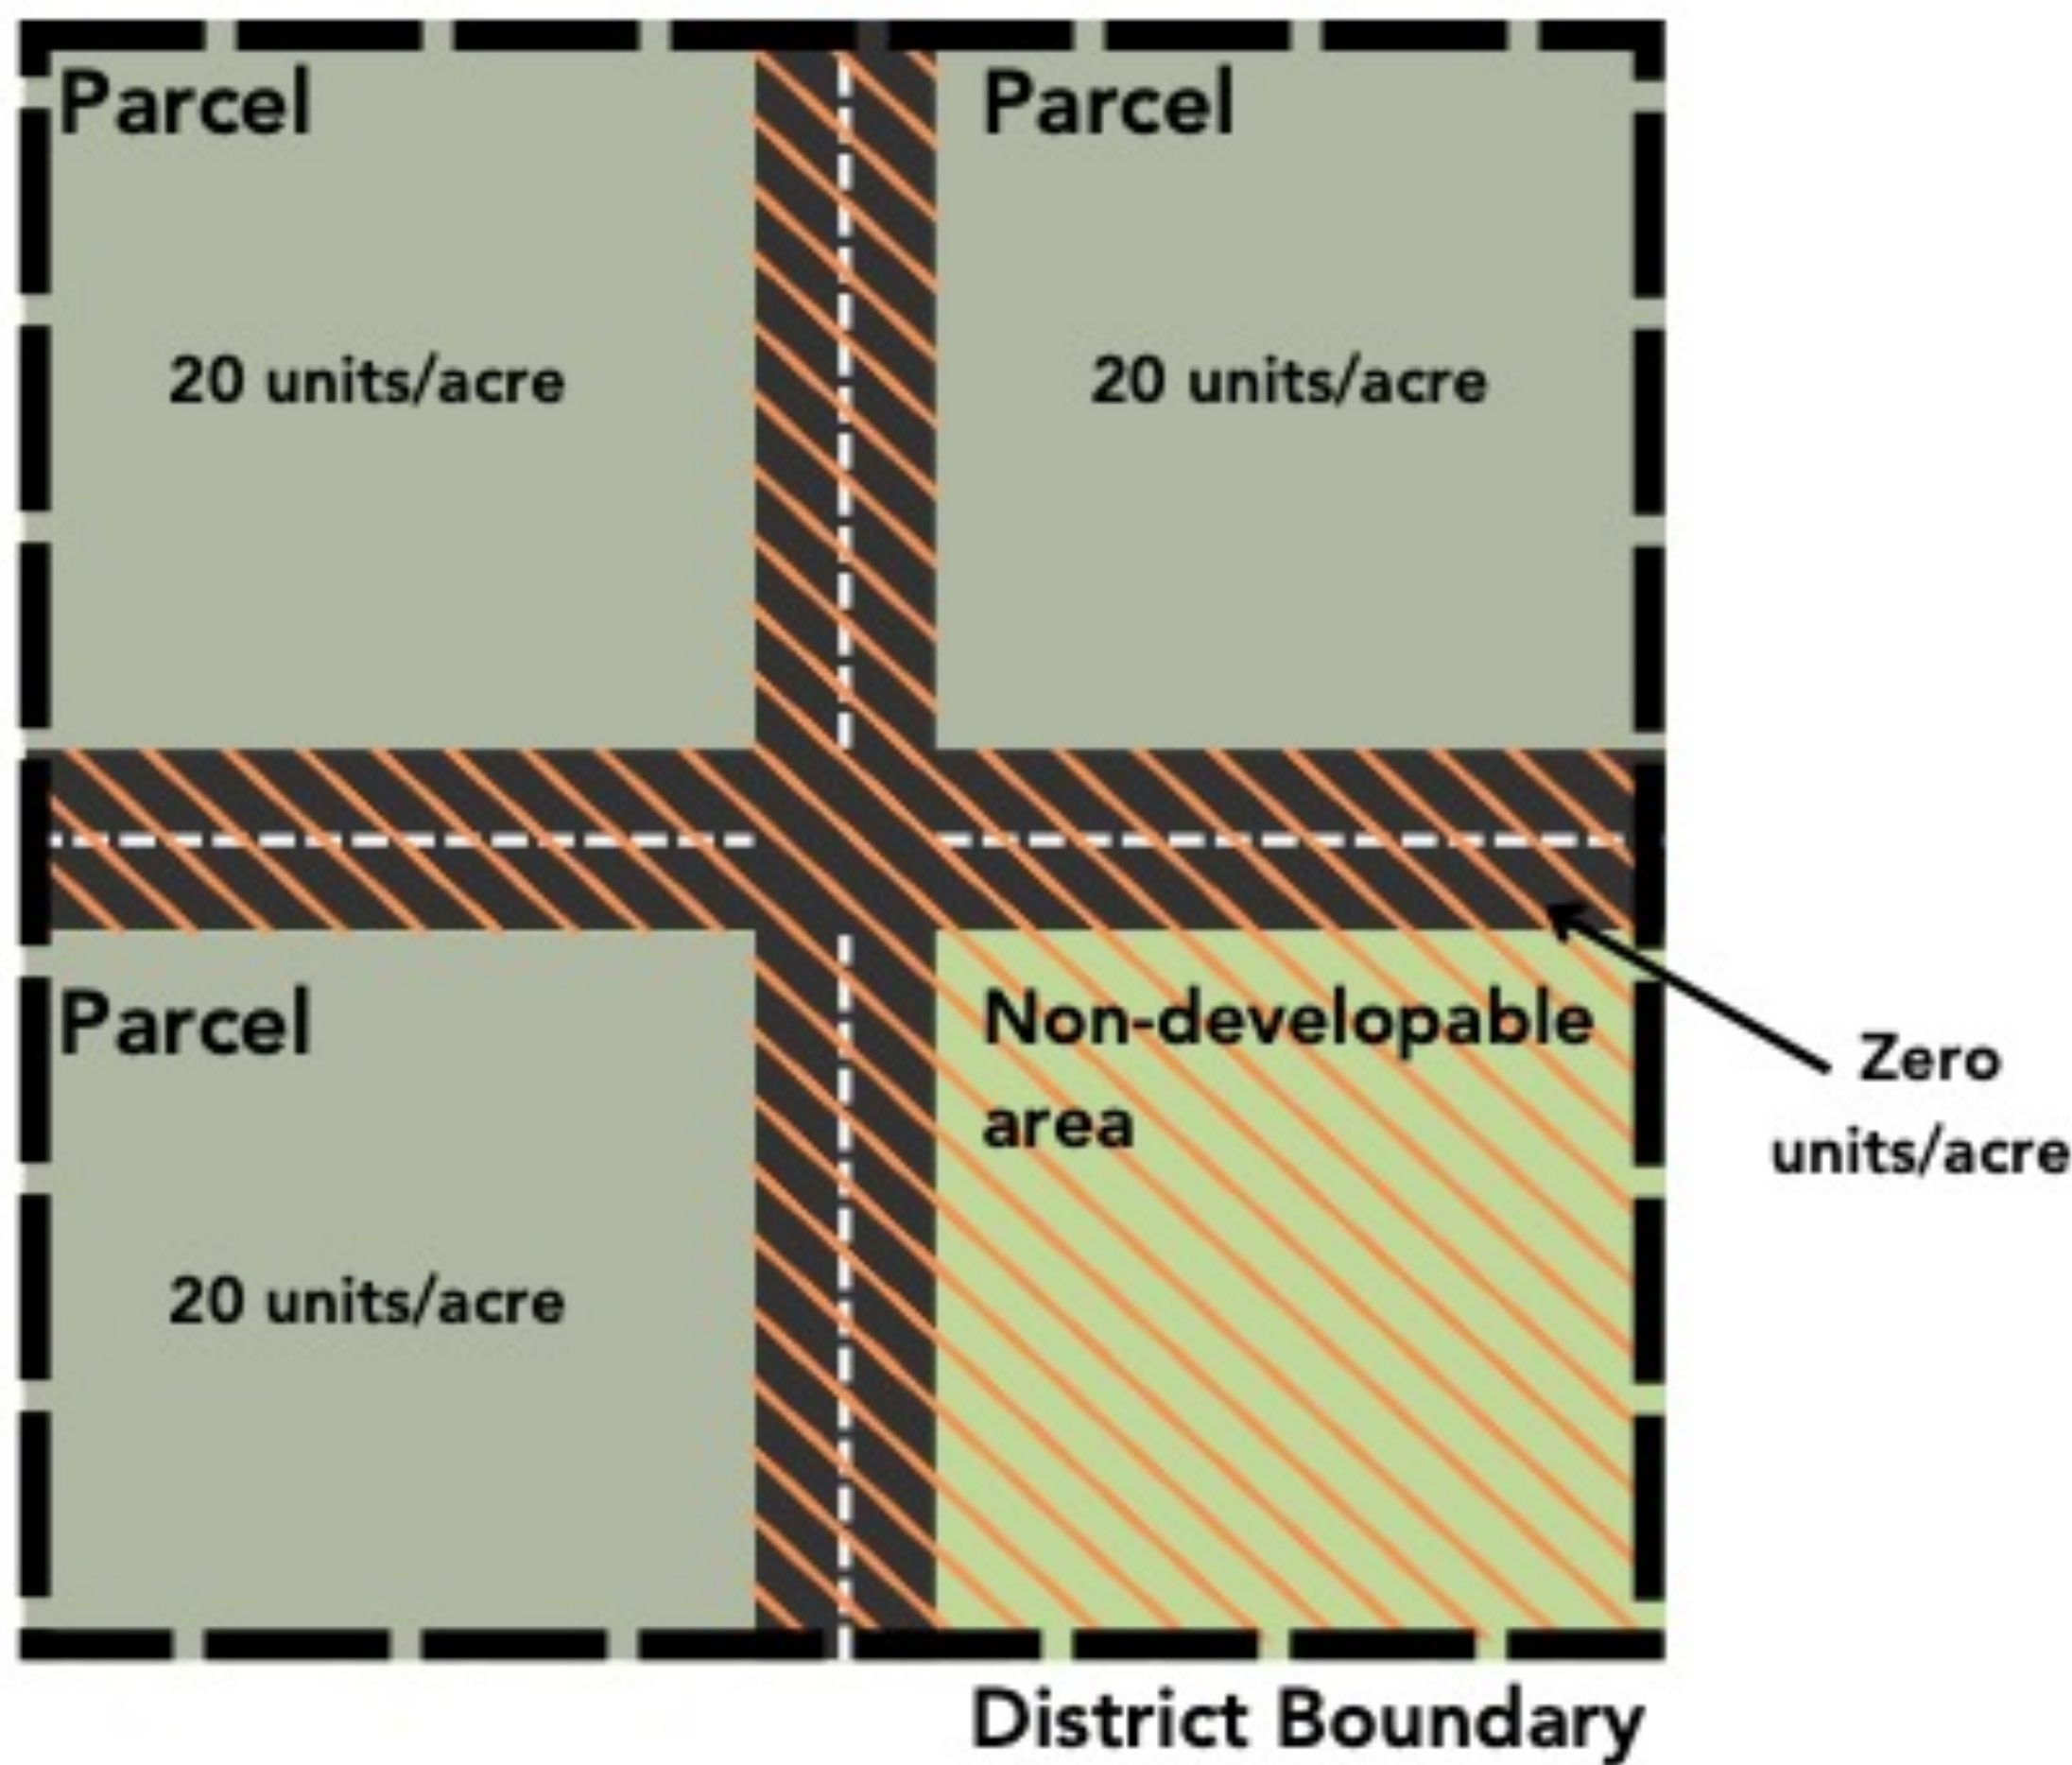 Parcel
Parcel
20 units/acre
20 units/acre
Parcel
Non-developable
area
Zero
units/acre
20 units/acre
District Boundary